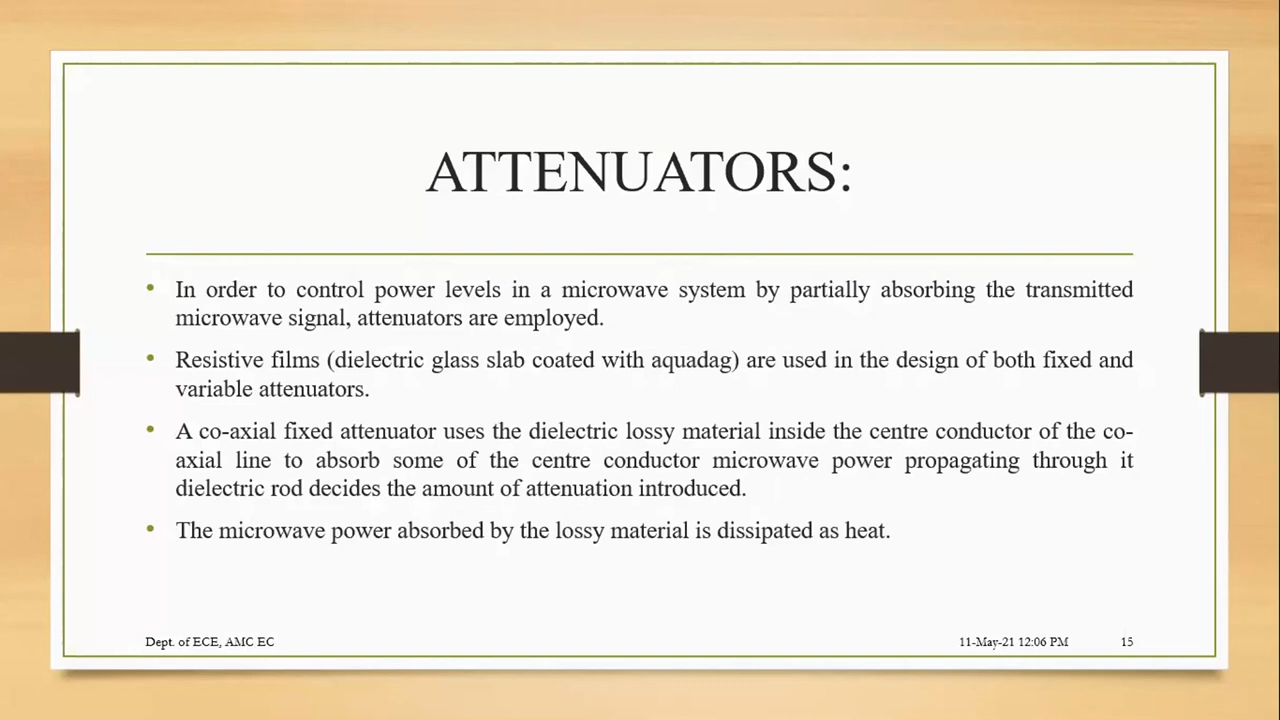 ATTENUATORS:
• In order to control power levels in a microwave system by partially absorbing the transmitted
microwave signal, attenuators are employed.
• Resistive films (dielectric glass slab coated with aquadag) are used in the design of both fixed and
variable attenuators.
• A co-axial fixed attenuator uses the dielectric lossy material inside the centre conductor of the co-
axial line to absorb some of the centre conductor microwave power propagating through it
dielectric rod decides the amount of attenuation introduced.
• The microwave power absorbed by the lossy material is dissipated as heat.
Dept. of ECE, AMC EC 11-May-21 12:06 PM 15